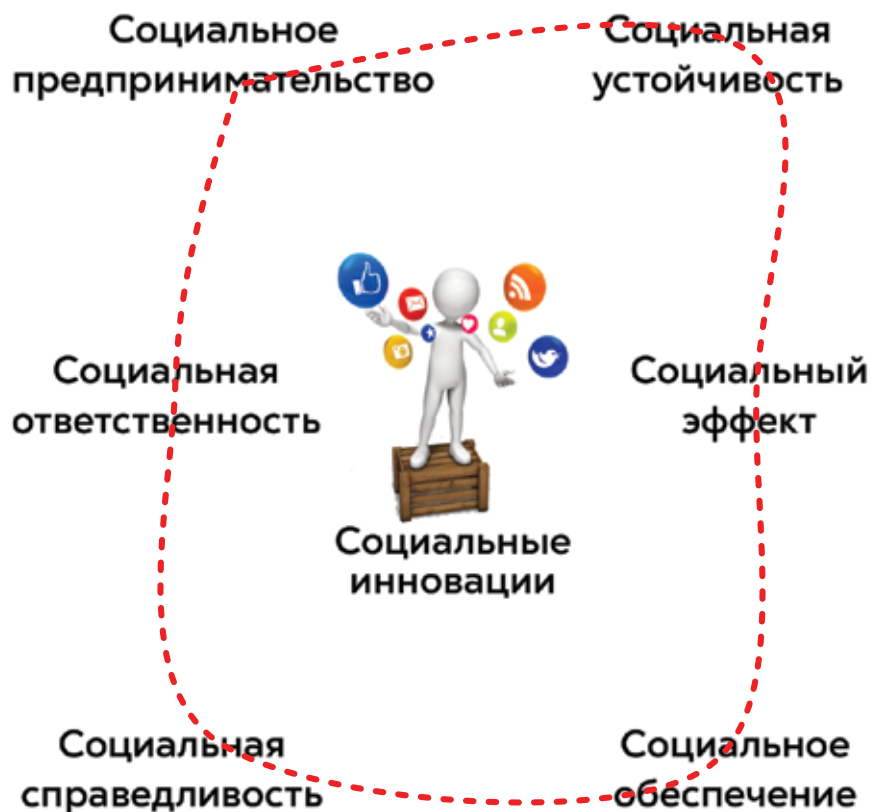 Социальное
предпринимательство
Социальная
устойчивость
Социальная
ответственность
Социальный
эффект
Социальные
инновации
Социальная
справедливость
Социальное
обеспечение